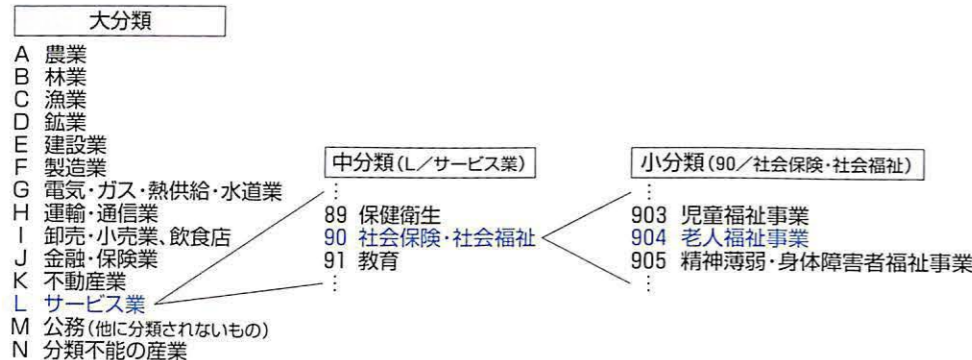 大分類
A 農業
B 林業
C 漁業
D 鉱業
E 建設業
F 製造業
G 電気・ガス・熱供給・水道業
H 運輸・通信業
I 卸売・小売業、飲食店
J 金融・保険業
K 不動産業
L サービス業
M 公務(他に分類されないもの)
N 分類不能の産業
中分類(L/サービス業)
⋮
89 保健衛生
90 社会保険・社会福祉
91 教育
⋮
小分類(90/社会保険・社会福祉)
⋮
903 児童福祉事業
904 老人福祉事業
905 精神薄弱・身体障害者福祉事業
⋮